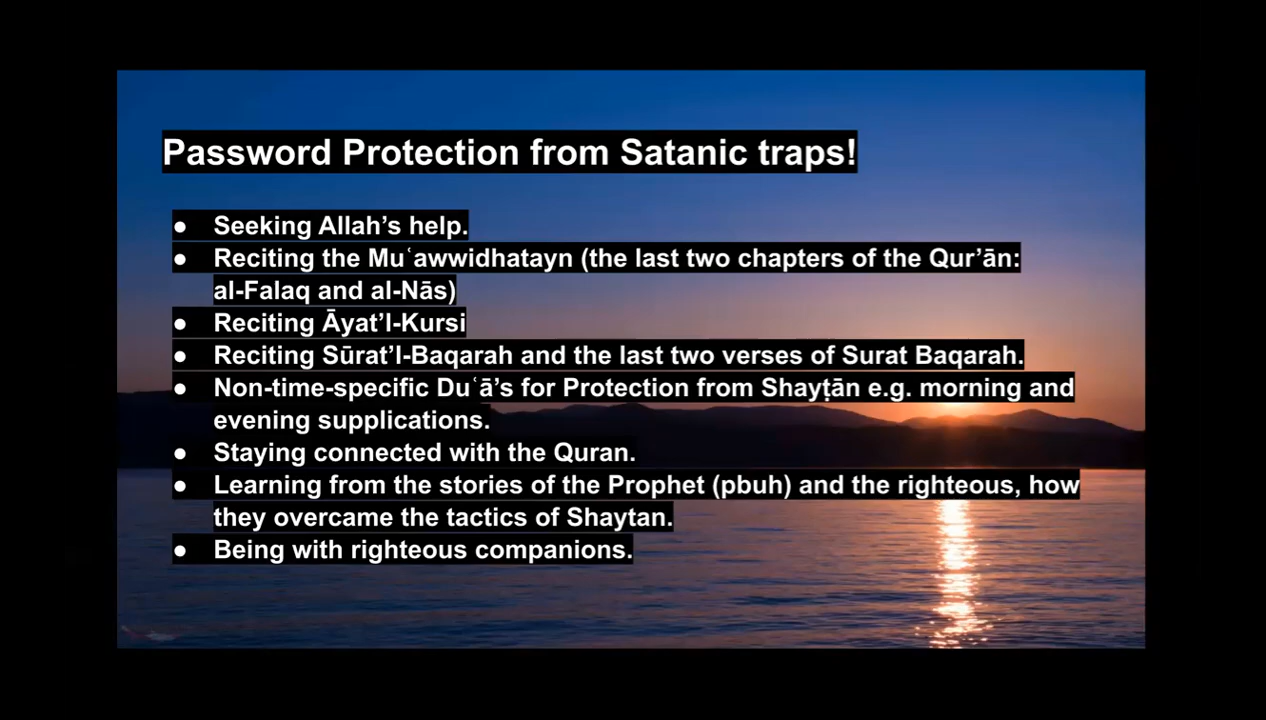 Password Protection from Satanic traps!
● Seeking Allah’s help.
● Reciting the Muʿawwidhatayn (the last two chapters of the Qur’ān:
al-Falaq and al-Nās)
● Reciting Āyat’l-Kursi
● Reciting Sūrat’l-Baqarah and the last two verses of Surat Baqarah.
● Non-time-specific Duʿā’s for Protection from Shayṭān e.g. morning and
evening supplications.
● Staying connected with the Quran.
● Learning from the stories of the Prophet (pbuh) and the righteous, how
they overcame the tactics of Shaytan.
● Being with righteous companions.